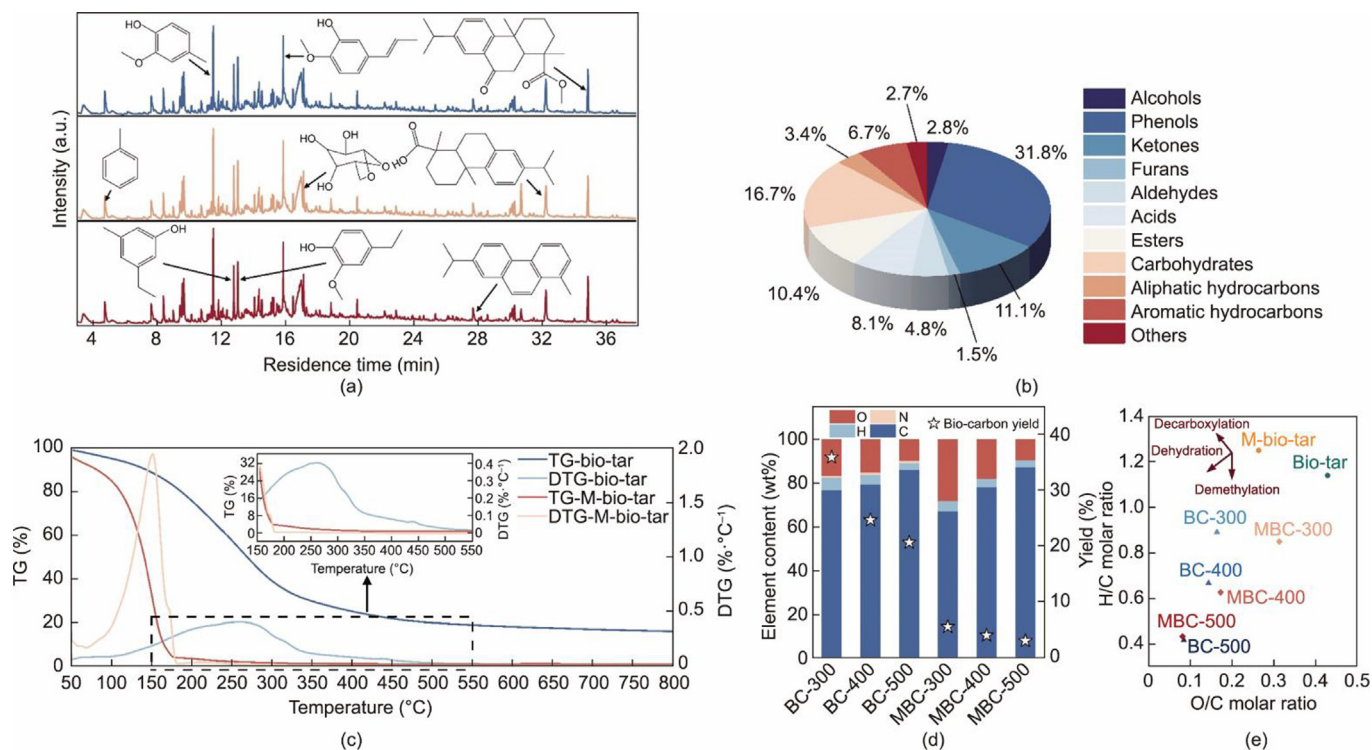 HO
O
HO
O
O
O
O
Intensity (a.u.)
HO
OH
HO
OH
O
O
O
HO
OH
HO
O
4 8 12 16 20 24 28 32 36
Residence time (min)
(a)
2.7%
2.8%
3.4%
6.7%
31.8%
16.7%
10.4%
8.1%
4.8%
1.5%
11.1%
Alcohols
Phenols
Ketones
Furans
Aldehydes
Acids
Esters
Carbohydrates
Aliphatic hydrocarbons
Aromatic hydrocarbons
Others
(b)
TG (%)
100
80
60
40
20
0
2.0
1.5
1.0
0.5
0
DTG (%·°C⁻¹)
TG-bio-tar
DTG-bio-tar
TG-M-bio-tar
DTG-M-bio-tar
TG (%)
32
24
16
8
0
0.4
0.3
0.2
0.1
0
DTG (%·°C⁻¹)
150 200 250 300 350 400 450 500 550
Temperature (°C)
50 100 150 200 250 300 350 400 450 500 550 600 650 700 750 800
Temperature (°C)
(c)
O N
H C
Bio-carbon yield
Element content (wt%)
100
80
60
40
20
0
40
30
20
10
0
Yield (%)
BC-300
BC-400
BC-500
MBC-300
MBC-400
MBC-500
(d)
H/C molar ratio
1.4
1.2
1.0
0.8
0.6
0.4
Decarboxylation
Dehydration
Demethylation
M-bio-tar
Bio-tar
BC-300
MBC-300
BC-400
MBC-400
MBC-500
BC-500
0 0.1 0.2 0.3 0.4 0.5
O/C molar ratio
(e)